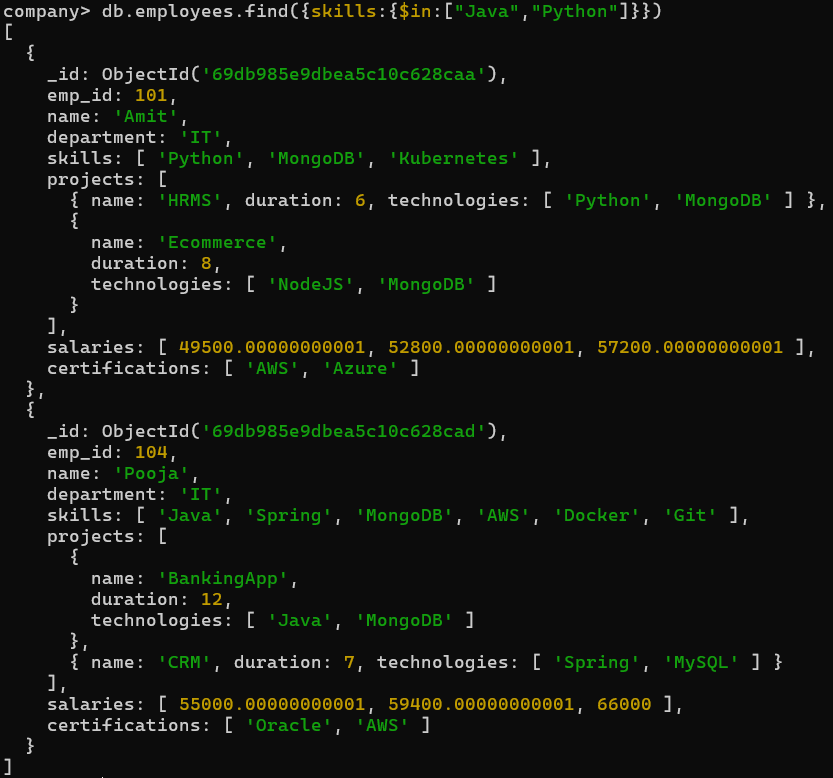 company> db.employees.find({skills:{$in:["Java","Python"]}})
[
  {
    _id: ObjectId('69db985e9dbea5c10c628caa'),
    emp_id: 101,
    name: 'Amit',
    department: 'IT',
    skills: [ 'Python', 'MongoDB', 'Kubernetes' ],
    projects: [
      { name: 'HRMS', duration: 6, technologies: [ 'Python', 'MongoDB' ] },
      {
        name: 'Ecommerce',
        duration: 8,
        technologies: [ 'NodeJS', 'MongoDB' ]
      }
    ],
    salaries: [ 49500.00000000001, 52800.00000000001, 57200.00000000001 ],
    certifications: [ 'AWS', 'Azure' ]
  },
  {
    _id: ObjectId('69db985e9dbea5c10c628cad'),
    emp_id: 104,
    name: 'Pooja',
    department: 'IT',
    skills: [ 'Java', 'Spring', 'MongoDB', 'AWS', 'Docker', 'Git' ],
    projects: [
      {
        name: 'BankingApp',
        duration: 12,
        technologies: [ 'Java', 'MongoDB' ]
      },
      { name: 'CRM', duration: 7, technologies: [ 'Spring', 'MySQL' ] }
    ],
    salaries: [ 55000.00000000001, 59400.00000000001, 66000 ],
    certifications: [ 'Oracle', 'AWS' ]
  }
]